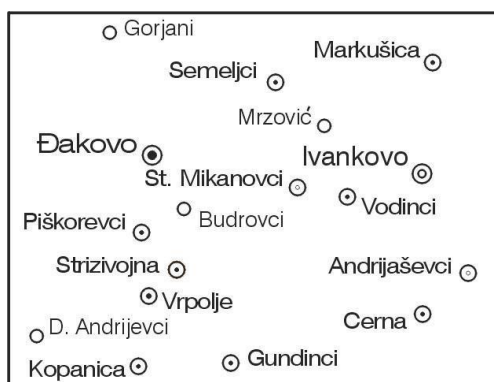 Gorjani
Markušica
Semeljci
Mrzović
Đakovo
Ivankovo
St. Mikanovci
Vodinci
Budrovci
Piškorevci
Strizivojna
Andrijaševci
Vrpolje
Cerna
D. Andrijevci
Gundinci
Kopanica